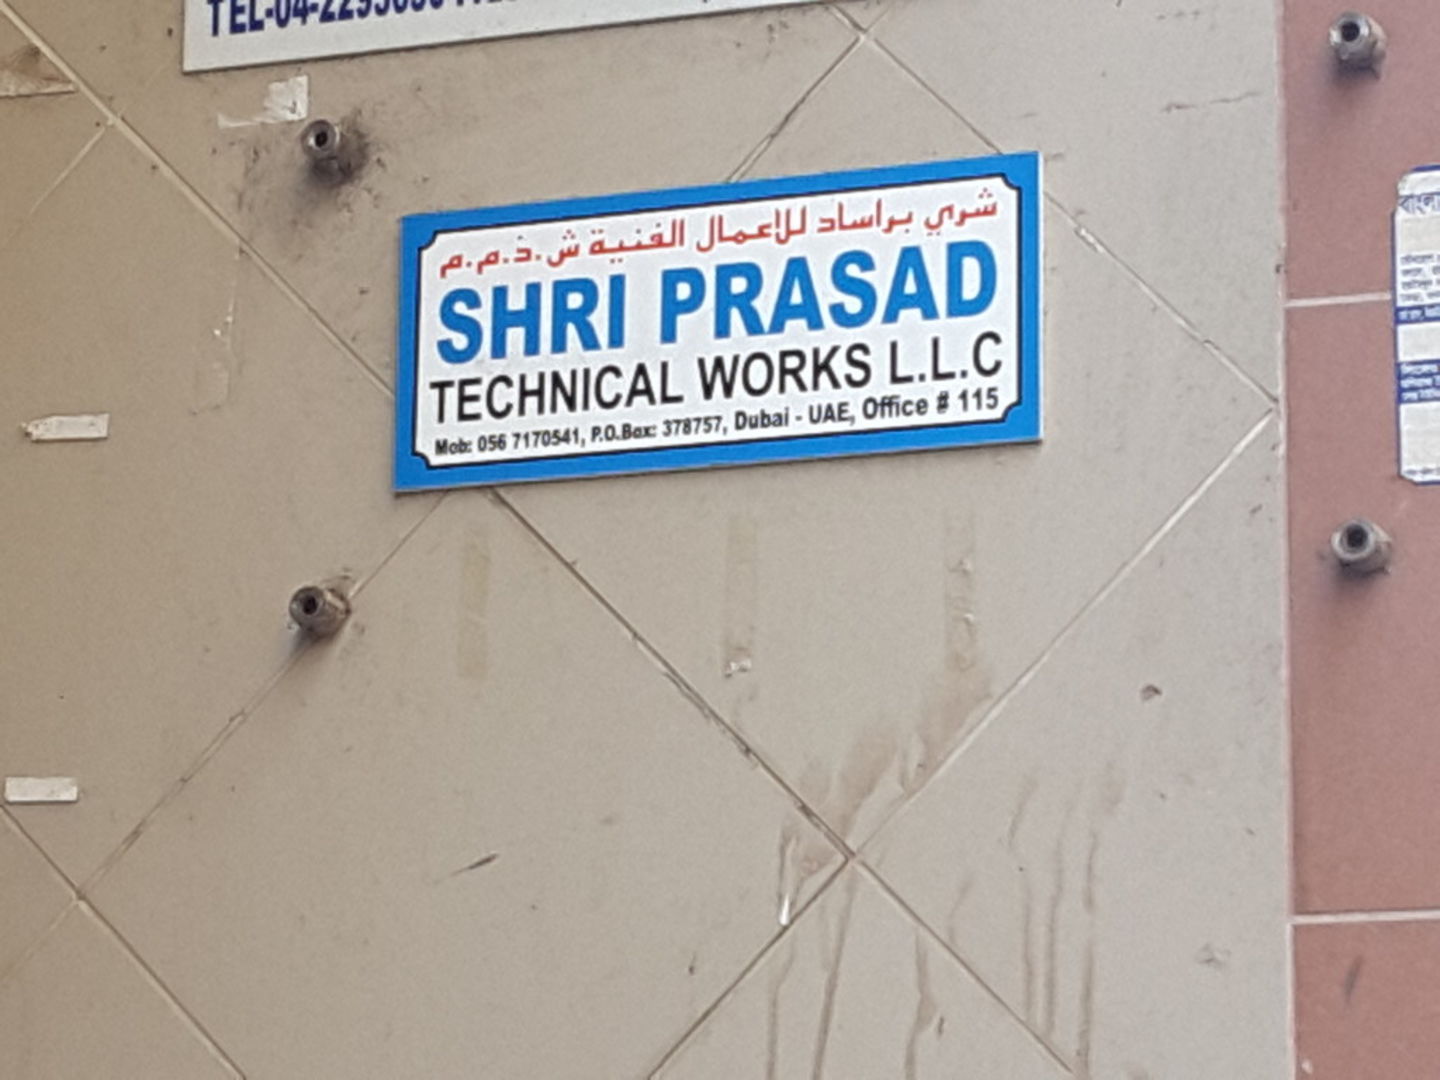 شري براساد للاعمال الفنية ش.ذ.م.م
SHRI PRASAD
TECHNICAL WORKS L.L.C
Mob: 056 7170541, P.O.Box: 378757, Dubai - UAE, Office # 115